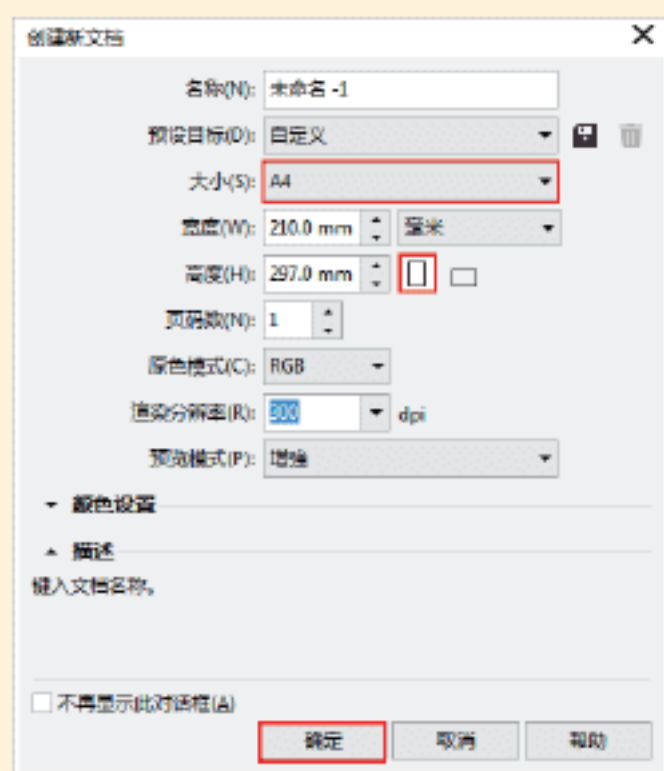 创建新文档
名称(N): 未命名 -1
预设目标(D): 自定义
大小(S): A4
宽度(W): 210.0 mm 毫米
高度(H): 297.0 mm
页码数(N): 1
原色模式(C): RGB
渲染分辨率(R): 300 dpi
预览模式(P): 增强
颜色设置
描述
键入文档名称。
不再显示此对话框(A)
确定 取消 帮助